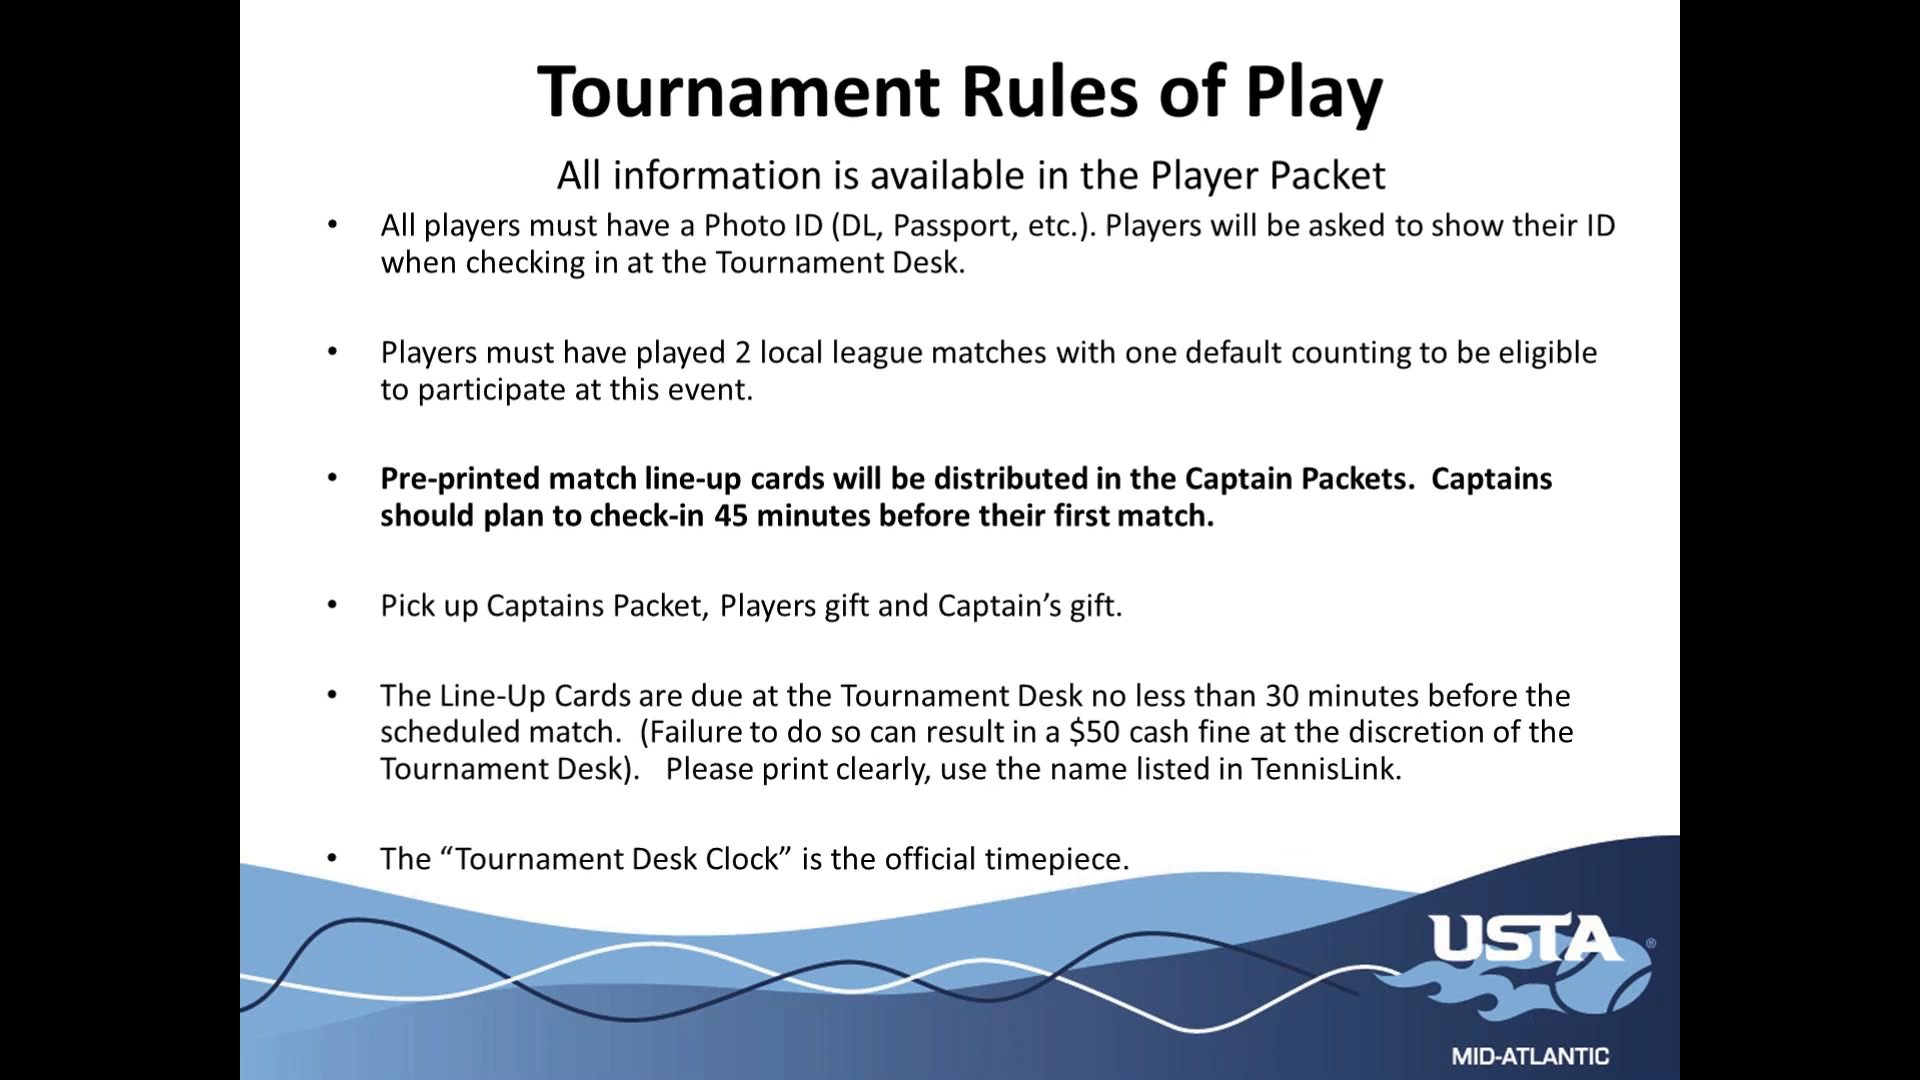 Tournament Rules of Play
All information is available in the Player Packet
• All players must have a Photo ID (DL, Passport, etc.). Players will be asked to show their ID
when checking in at the Tournament Desk.
• Players must have played 2 local league matches with one default counting to be eligible
to participate at this event.
• Pre-printed match line-up cards will be distributed in the Captain Packets.  Captains
should plan to check-in 45 minutes before their first match.
• Pick up Captains Packet, Players gift and Captain’s gift.
• The Line-Up Cards are due at the Tournament Desk no less than 30 minutes before the
scheduled match.  (Failure to do so can result in a $50 cash fine at the discretion of the
Tournament Desk).   Please print clearly, use the name listed in TennisLink.
• The “Tournament Desk Clock” is the official timepiece.
USTA®
MID-ATLANTIC